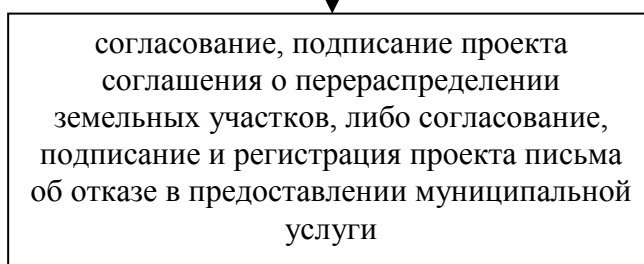 согласование, подписание проекта
соглашения о перераспределении
земельных участков, либо согласование,
подписание и регистрация проекта письма
об отказе в предоставлении муниципальной
услуги